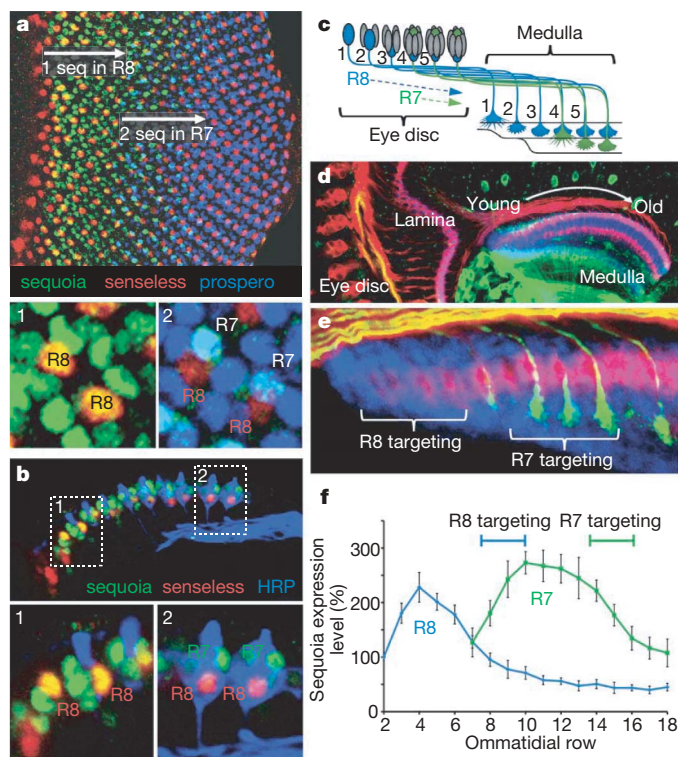 a
1 seq in R8
2 seq in R7
sequoia senseless prospero
1
R8
R8
2
R7
R7
R8
R8
b
1
2
sequoia senseless HRP
1
R8
R8
2
R7
R7
R8
R8
c
Medulla
1 2 3 4 5
R8
R7
1 2 3 4 5
Eye disc
d
Lamina
Young
Old
Eye disc
Medulla
e
R8 targeting
R7 targeting
f
R8 targeting R7 targeting
Sequoia expression
level (%)
300
200
100
0
R8
R7
2 4 6 8 10 12 14 16 18
Ommatidial row